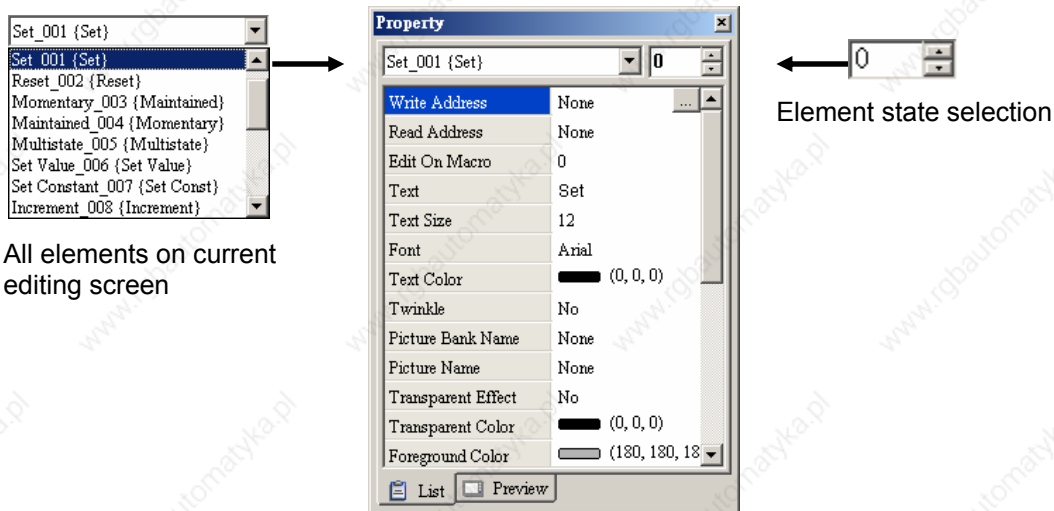 Set_001 {Set}
Set_001 {Set}
Reset_002 {Reset}
Momentary_003 {Maintained}
Maintained_004 {Momentary}
Multistate_005 {Multistate}
Set Value_006 {Set Value}
Set Constant_007 {Set Const}
Increment_008 {Increment}
All elements on current
editing screen
Property
Set_001 {Set} 0
Write Address None ...
Read Address None
Edit On Macro 0
Text Set
Text Size 12
Font Arial
Text Color (0, 0, 0)
Twinkle No
Picture Bank Name None
Picture Name None
Transparent Effect No
Transparent Color (0, 0, 0)
Foreground Color (180, 180, 18
List Preview
0
Element state selection
www.rgbautomatyka.pl